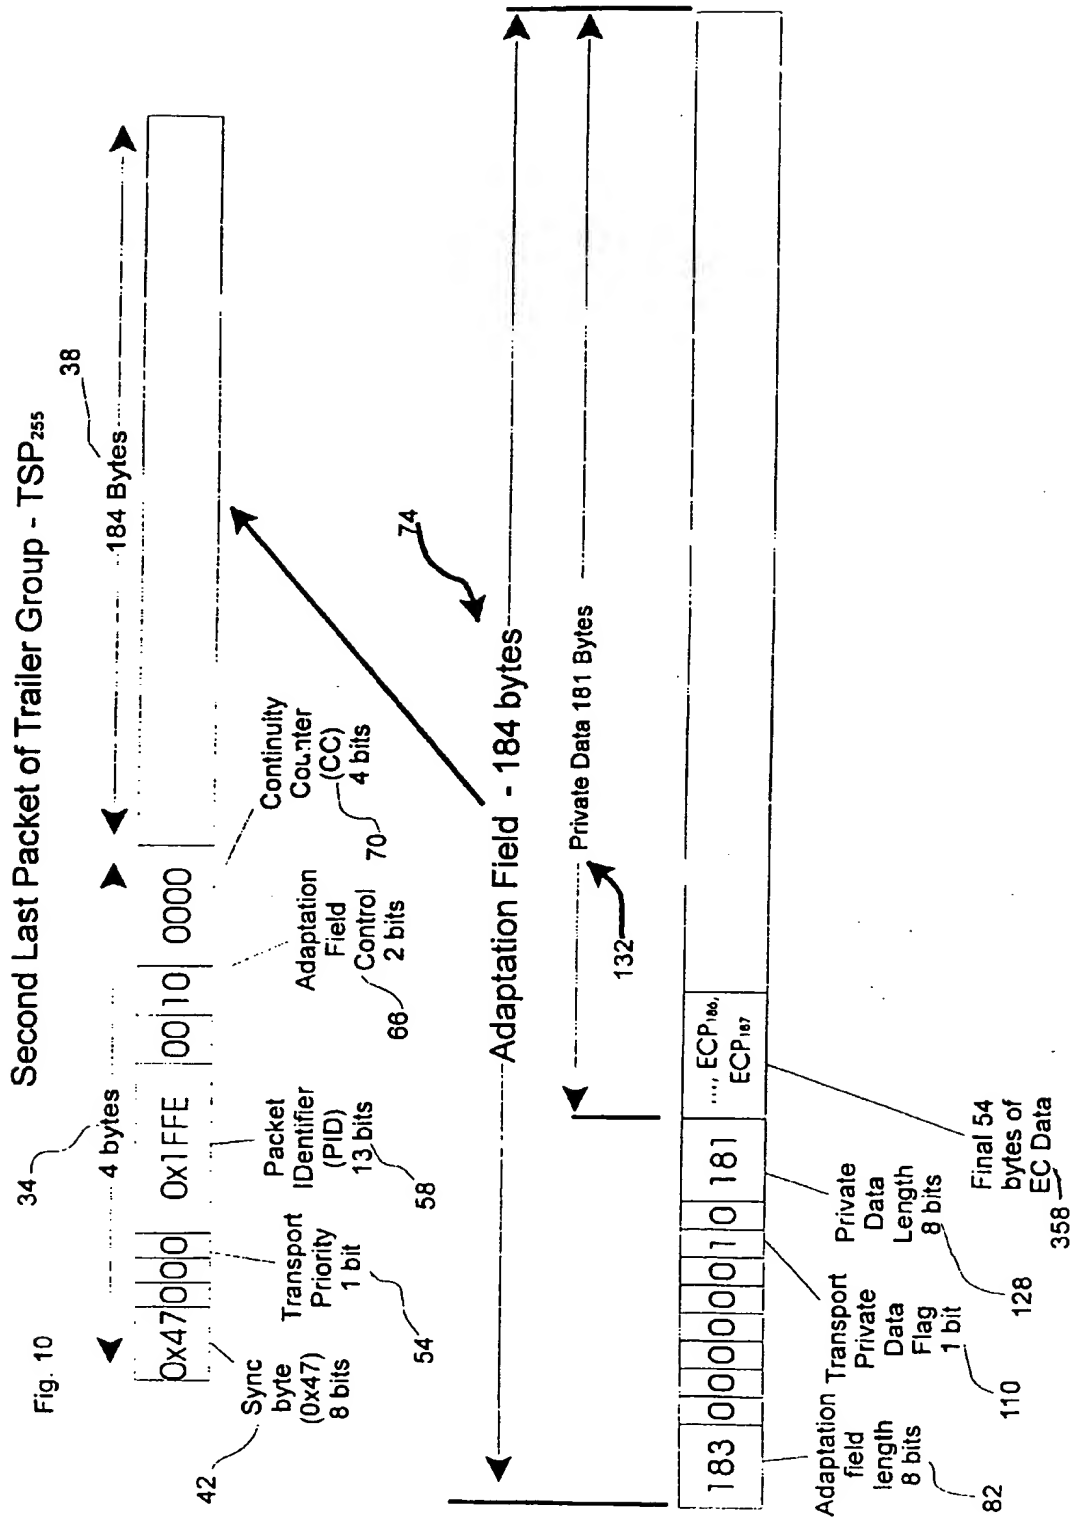 Second Last Packet of Trailer Group - TSP255
Fig. 10
34
4 bytes
38
184 Bytes
0x47 0 0 0 0x1FFE 00 10 0000
42
Sync
byte
(0x47)
8 bits
Transport
Priority
1 bit
54
Packet
IDentifier
(PID)
13 bits
58
Adaptation
Field
Control
2 bits
66
Continuity
Counter
(CC)
4 bits
70
74
Adaptation Field - 184 bytes
Private Data 181 Bytes
132
183 0 0 0 0 0 0 1 0 181 ..., ECP186,
ECP187
Adaptation
field
length
8 bits
82
Transport
Private
Data
Flag
1 bit
110
Private
Data
Length
8 bits
128
Final 54
bytes of
EC Data
358